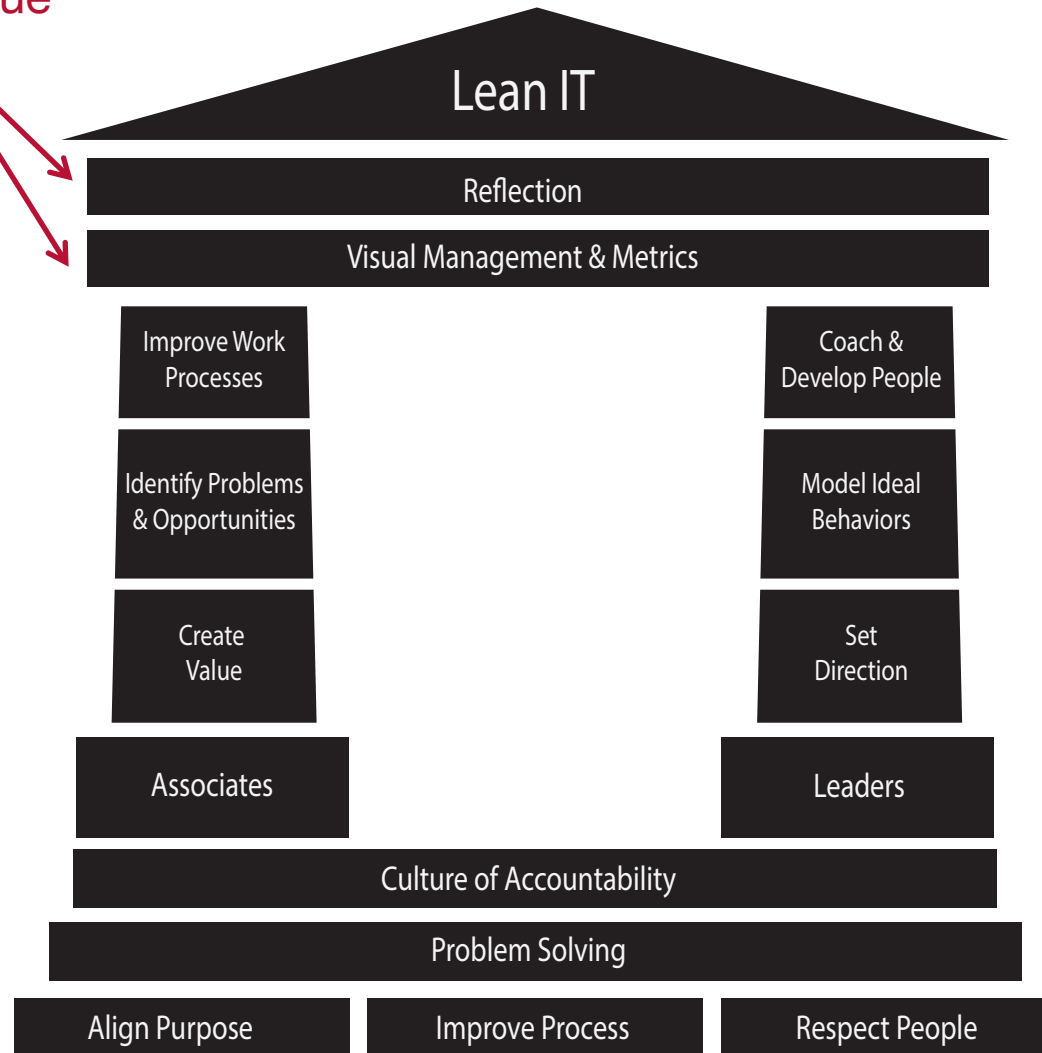 Lean IT
Reflection
Visual Management & Metrics
Improve Work
Processes
Coach &
Develop People
Identify Problems
& Opportunities
Model Ideal
Behaviors
Create
Value
Set
Direction
Associates
Leaders
Culture of Accountability
Problem Solving
Align Purpose
Improve Process
Respect People